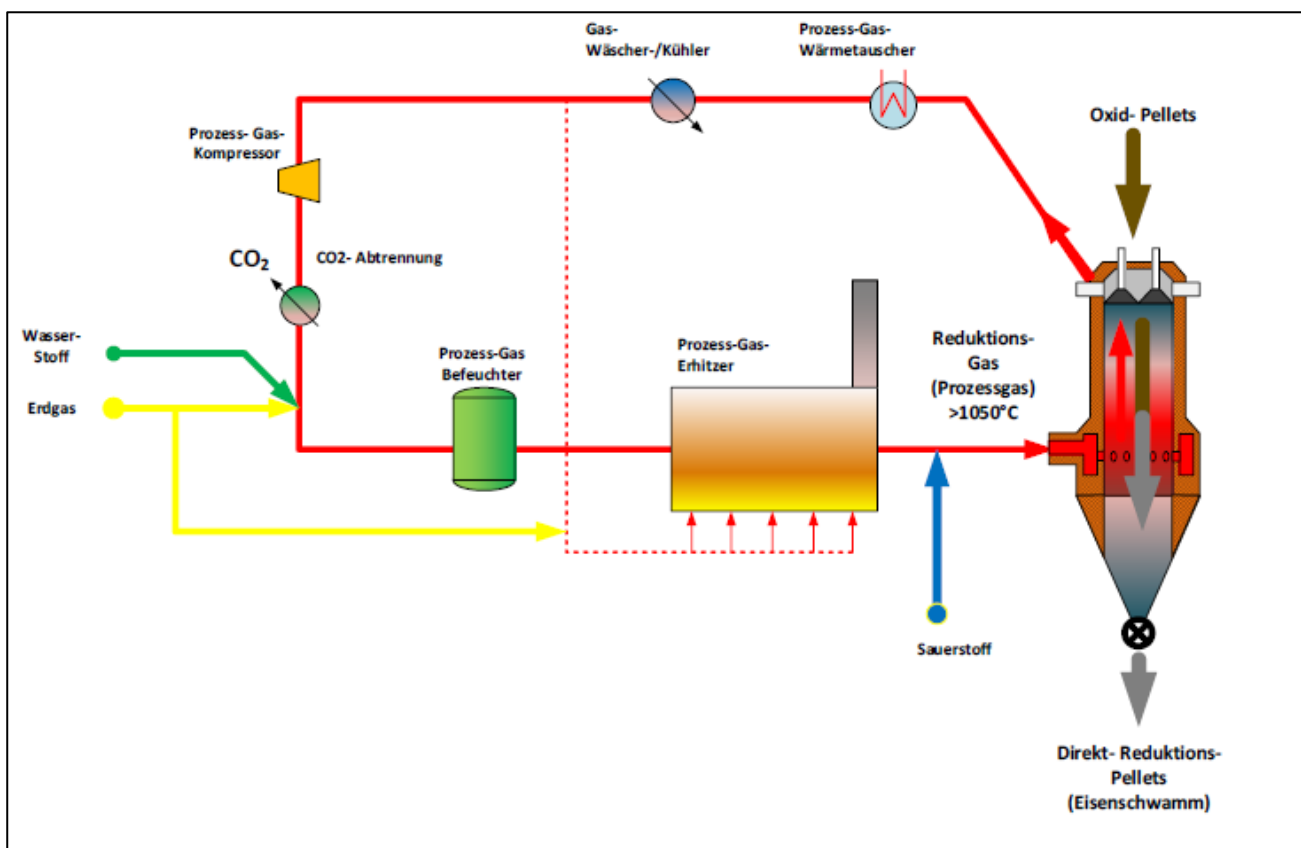 Gas-
Wäscher-/Kühler
Prozess-Gas-
Wärmetauscher
Oxid- Pellets
Prozess- Gas-
Kompressor
CO₂
CO2- Abtrennung
Wasser-
Stoff
Erdgas
Prozess-Gas
Befeuchter
Prozess-Gas-
Erhitzer
Reduktions-
Gas
(Prozessgas)
>1050°C
Sauerstoff
Direkt- Reduktions-
Pellets
(Eisenschwamm)